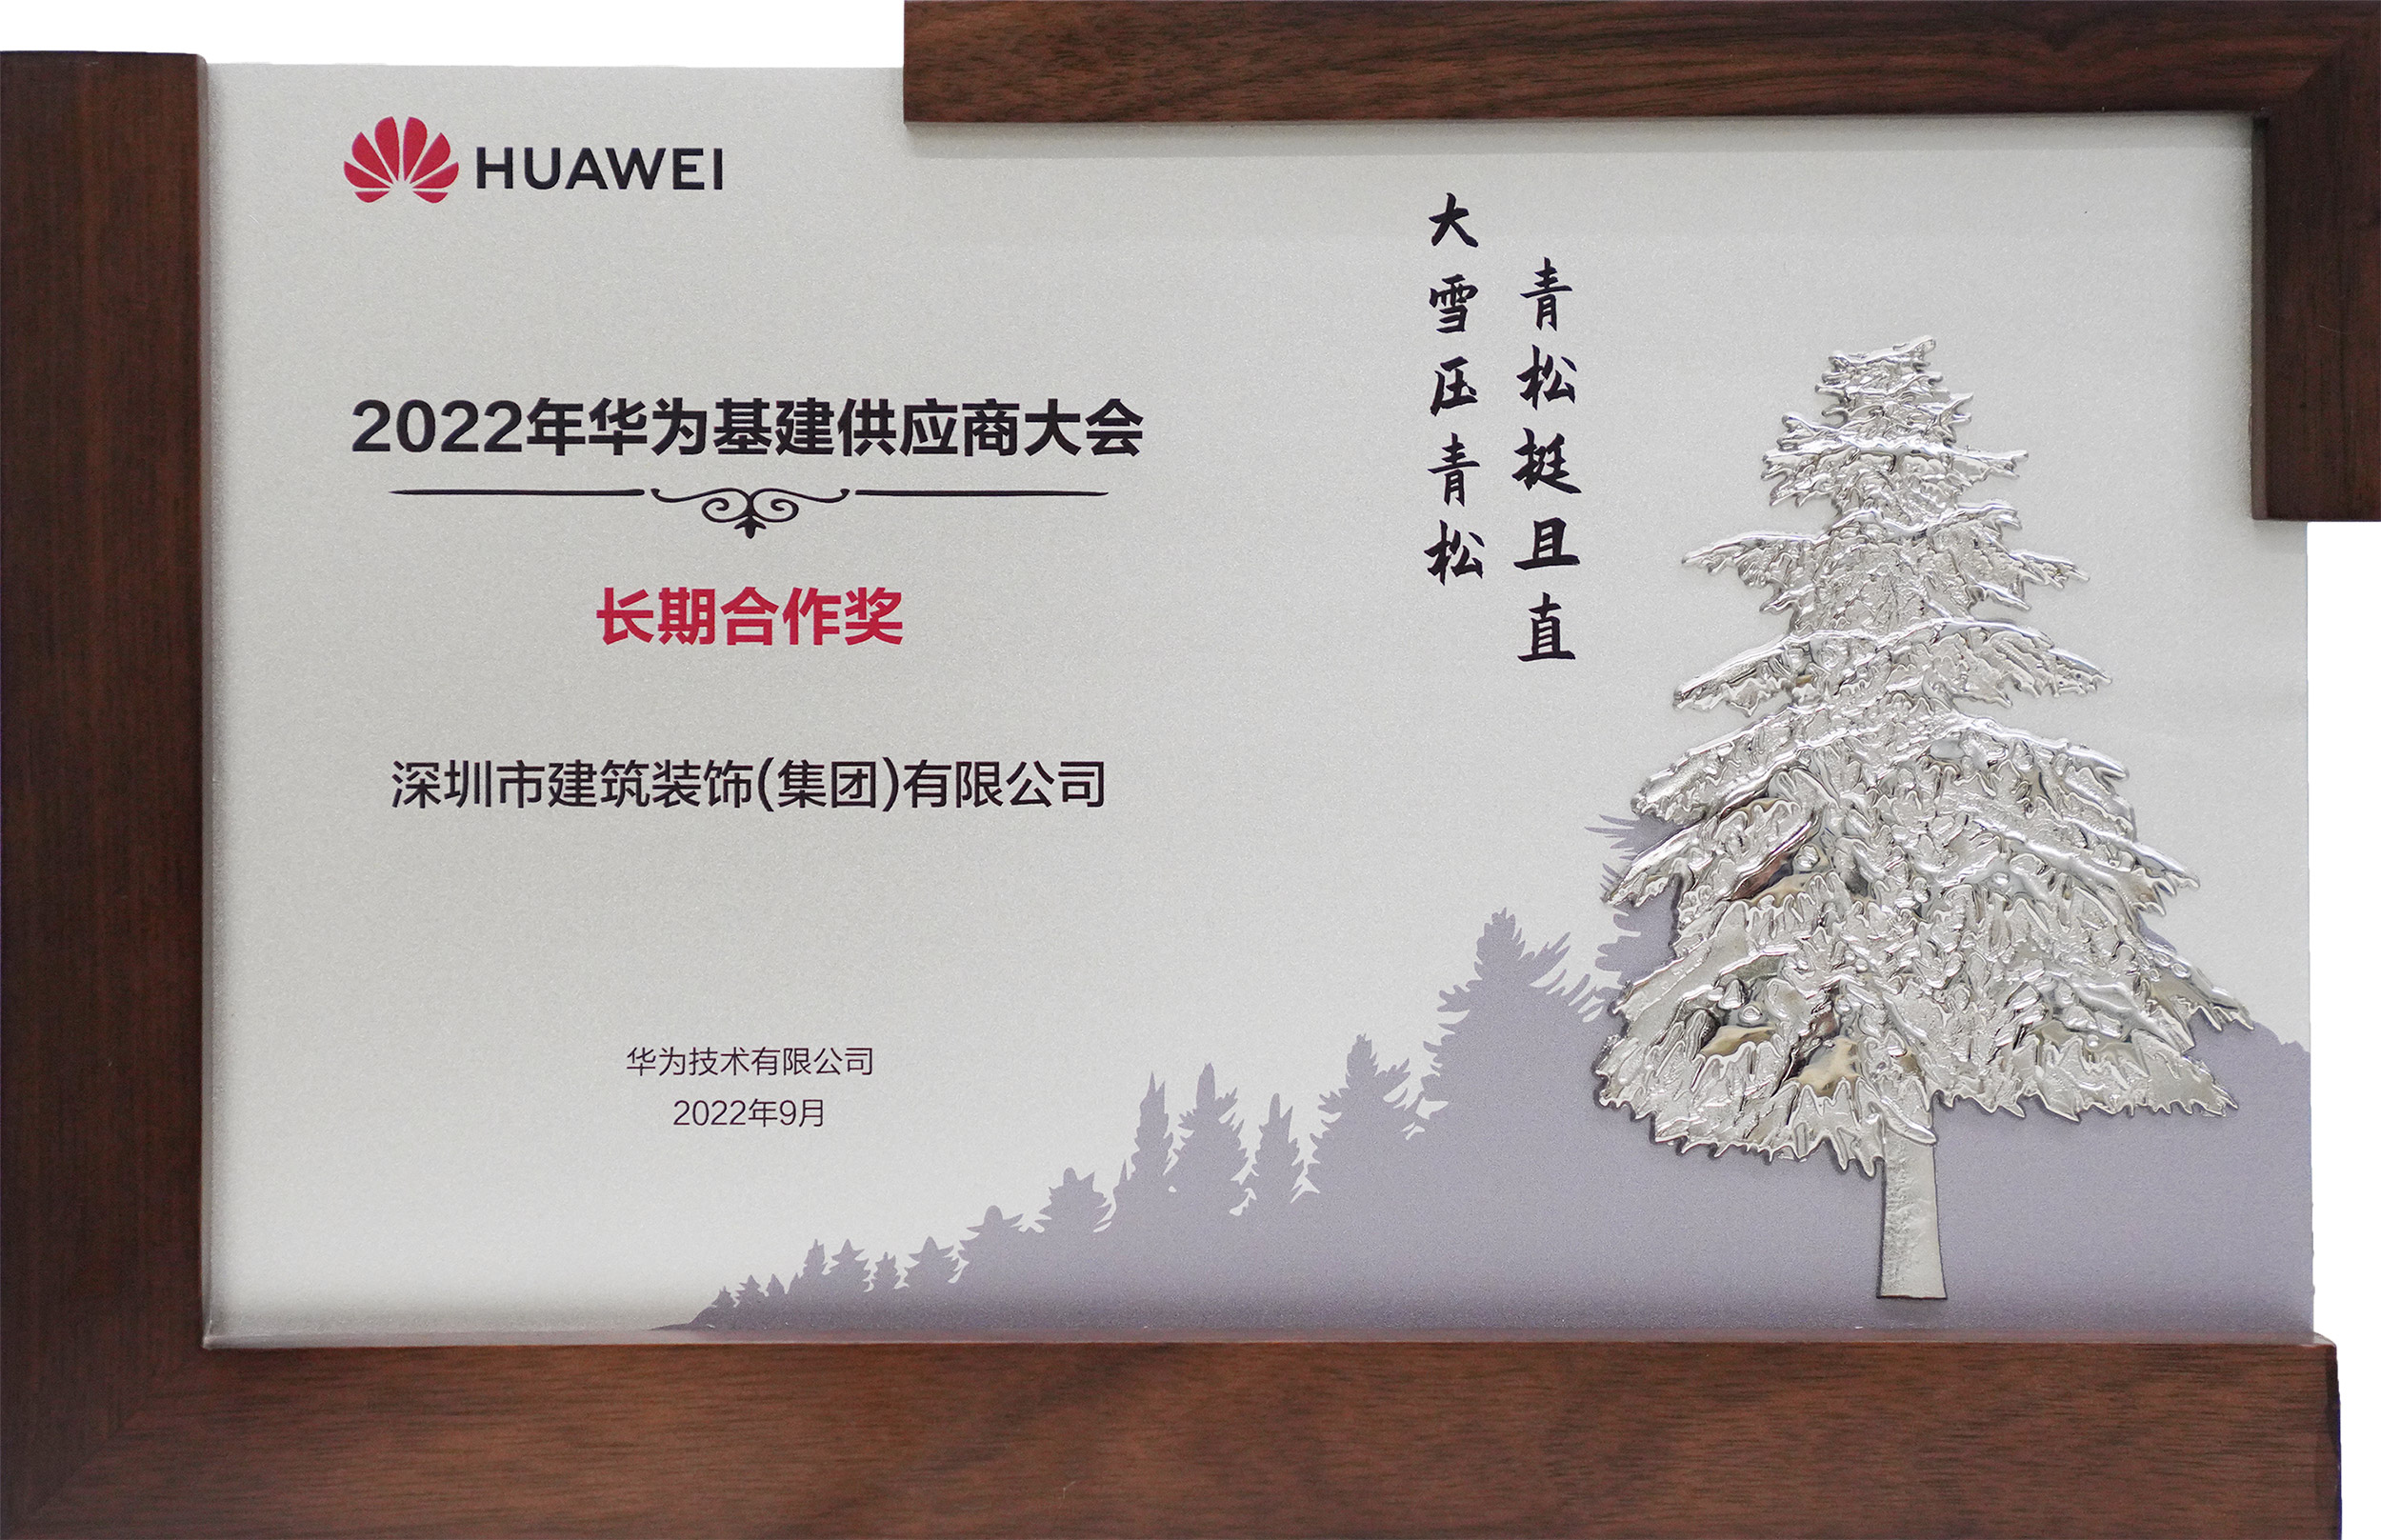 HUAWEI
2022年华为基建供应商大会
长期合作奖
深圳市建筑装饰(集团)有限公司
华为技术有限公司
2022年9月
大雪压青松
青松挺且直